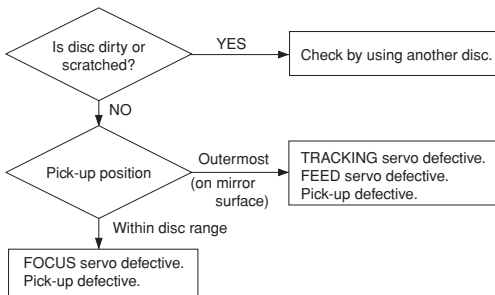 Is disc dirty or
scratched?
YES
Check by using another disc.
NO
Pick-up position
Outermost
(on mirror
surface)
TRACKING servo defective.
FEED servo defective.
Pick-up defective.
Within disc range
FOCUS servo defective.
Pick-up defective.